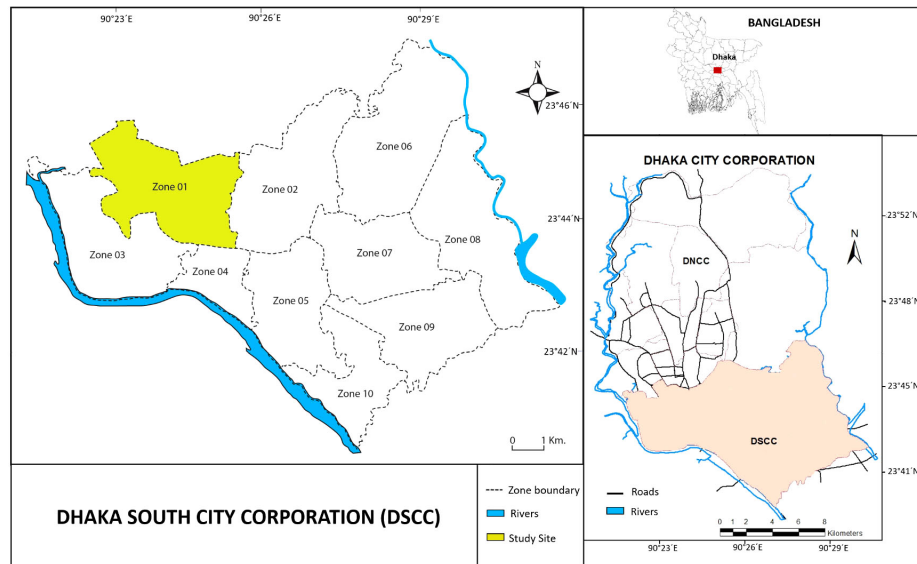 90°23´E
90°26´E
90°29´E
N
23°46´N
23°44´N
23°42´N
Zone 01
Zone 02
Zone 06
Zone 03
Zone 04
Zone 07
Zone 08
Zone 05
Zone 09
Zone 10
0 1 Km.
DHAKA SOUTH CITY CORPORATION (DSCC)
Zone boundary
Rivers
Study Site
BANGLADESH
Dhaka
DHAKA CITY CORPORATION
N
DNCC
DSCC
23°52´N
23°48´N
23°45´N
23°41´N
Roads
Rivers
0 1 2 4 6 8
Kilometers
90°23´E
90°26´E
90°29´E